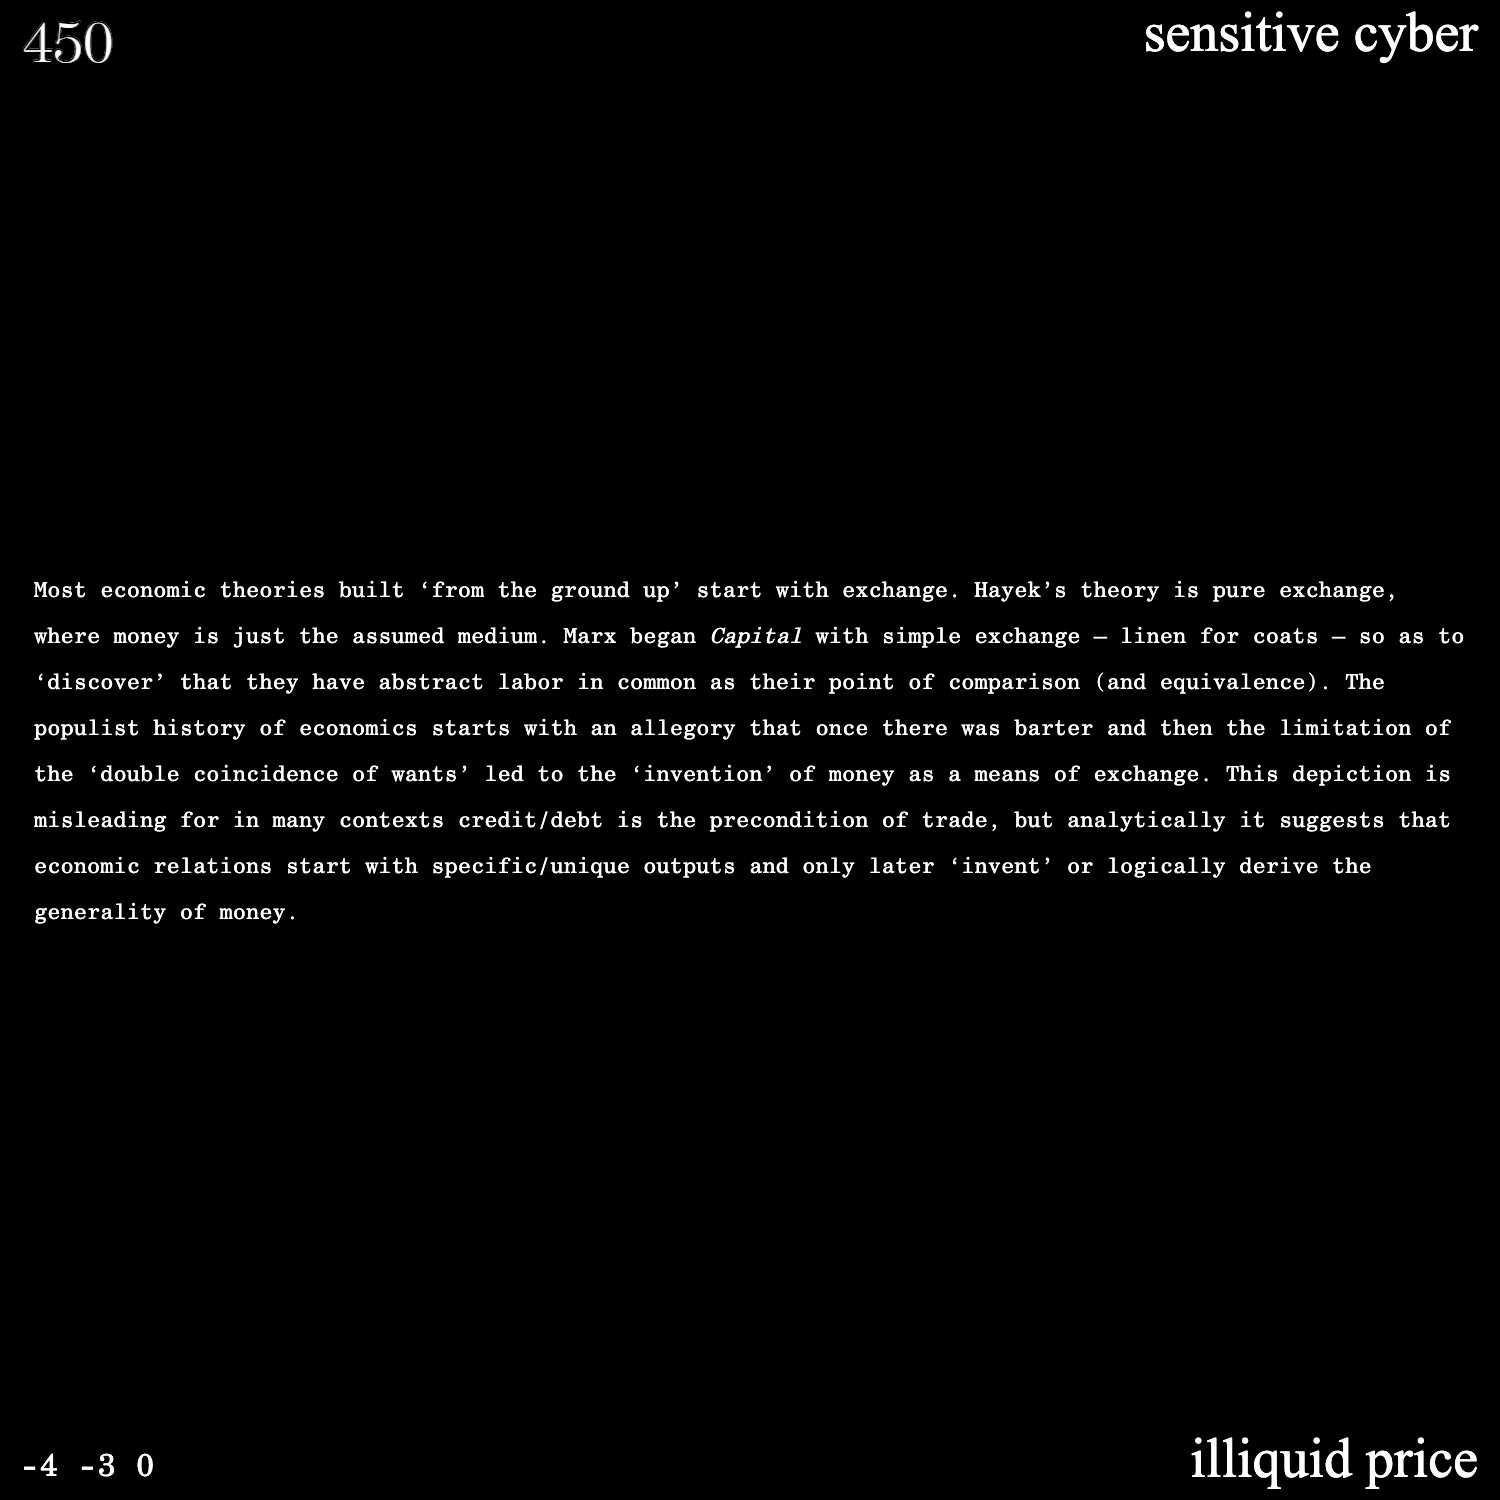 450
sensitive cyber
Most economic theories built ‘from the ground up’ start with exchange. Hayek’s theory is pure exchange,
where money is just the assumed medium. Marx began Capital with simple exchange – linen for coats – so as to
‘discover’ that they have abstract labor in common as their point of comparison (and equivalence). The
populist history of economics starts with an allegory that once there was barter and then the limitation of
the ‘double coincidence of wants’ led to the ‘invention’ of money as a means of exchange. This depiction is
misleading for in many contexts credit/debt is the precondition of trade, but analytically it suggests that
economic relations start with specific/unique outputs and only later ‘invent’ or logically derive the
generality of money.
-4 -3 0
illiquid price